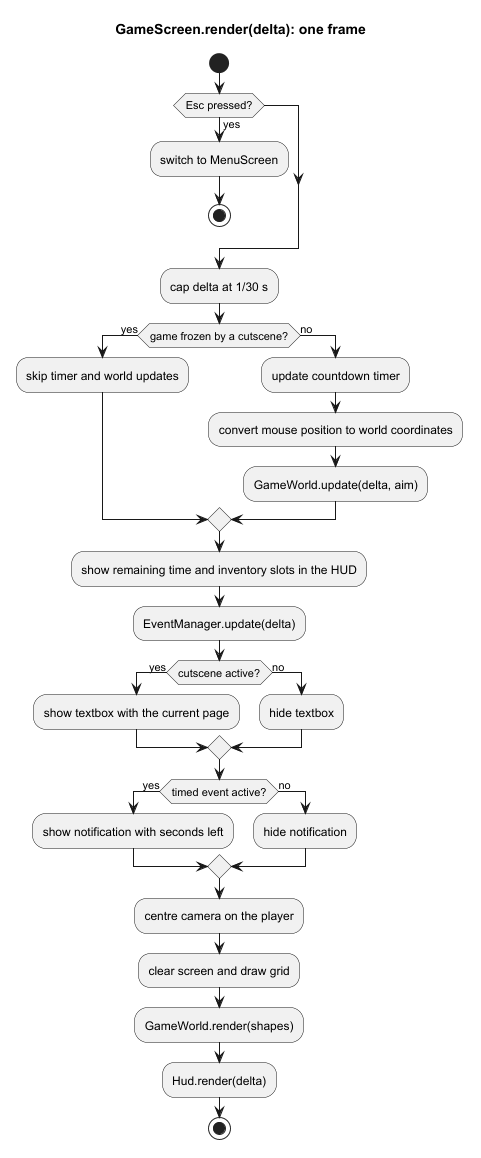 GameScreen.render(delta): one frame
Esc pressed?
yes
switch to MenuScreen
cap delta at 1/30 s
yes
game frozen by a cutscene?
no
skip timer and world updates
update countdown timer
convert mouse position to world coordinates
GameWorld.update(delta, aim)
show remaining time and inventory slots in the HUD
EventManager.update(delta)
yes
cutscene active?
no
show textbox with the current page
hide textbox
yes
timed event active?
no
show notification with seconds left
hide notification
centre camera on the player
clear screen and draw grid
GameWorld.render(shapes)
Hud.render(delta)